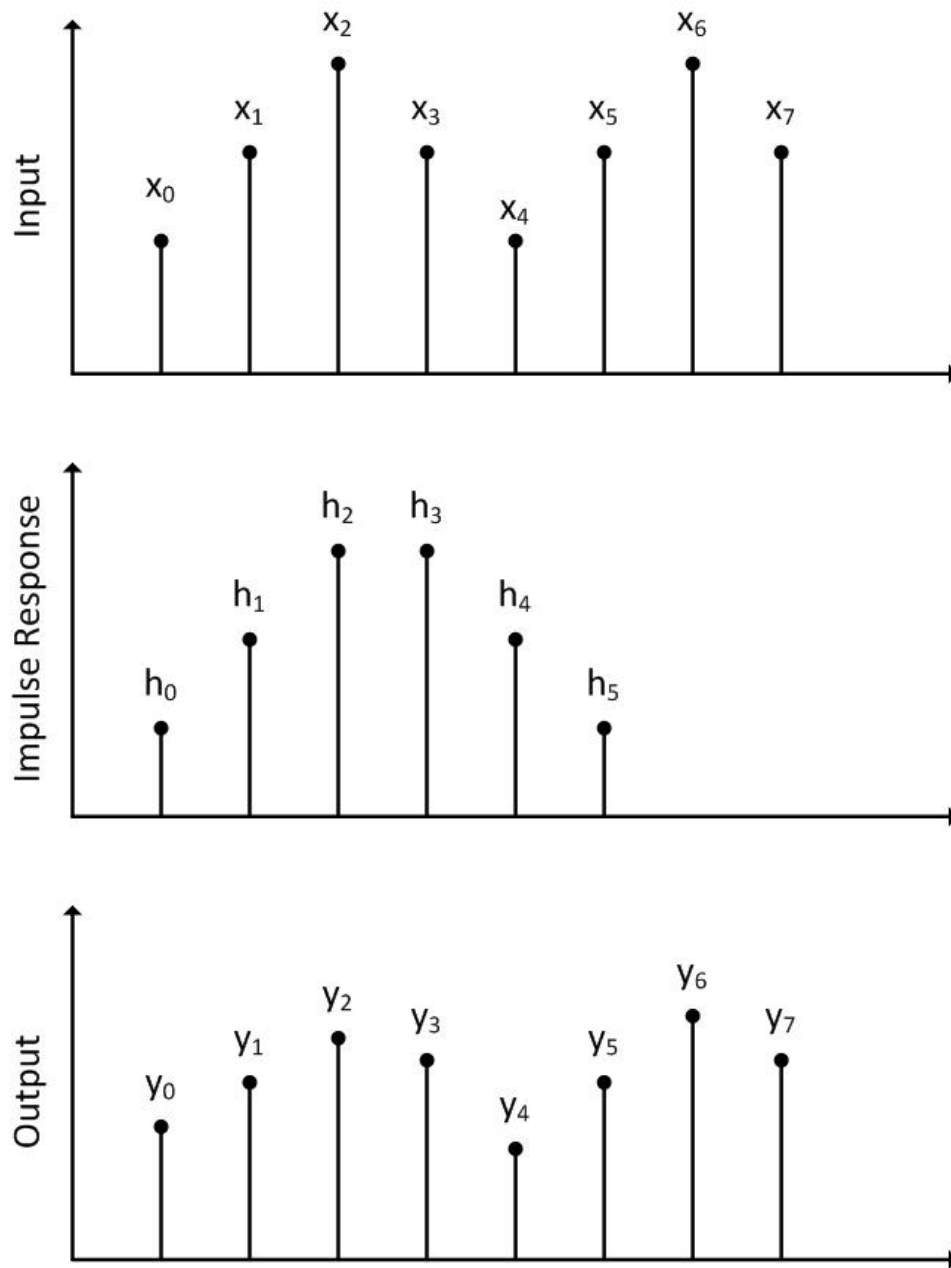 Input
x₀
x₁
x₂
x₃
x₄
x₅
x₆
x₇
Impulse Response
h₀
h₁
h₂
h₃
h₄
h₅
Output
y₀
y₁
y₂
y₃
y₄
y₅
y₆
y₇